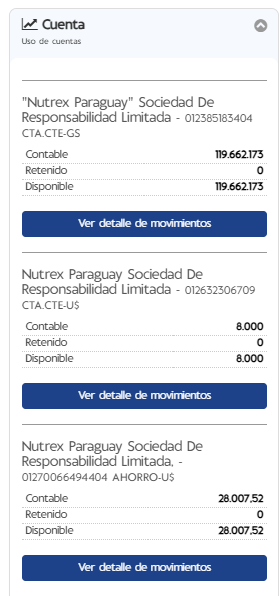 Cuenta
Uso de cuentas
"Nutrex Paraguay" Sociedad De
Responsabilidad Limitada - 012385183404
CTA.CTE-GS
Contable 119.662.173
Retenido 0
Disponible 119.662.173
Ver detalle de movimientos
Nutrex Paraguay Sociedad De
Responsabilidad Limitada - 012632306709
CTA.CTE-U$
Contable 8.000
Retenido 0
Disponible 8.000
Ver detalle de movimientos
Nutrex Paraguay Sociedad De
Responsabilidad Limitada. -
01270066494404 AHORRO-U$
Contable 28.007,52
Retenido 0
Disponible 28.007,52
Ver detalle de movimientos